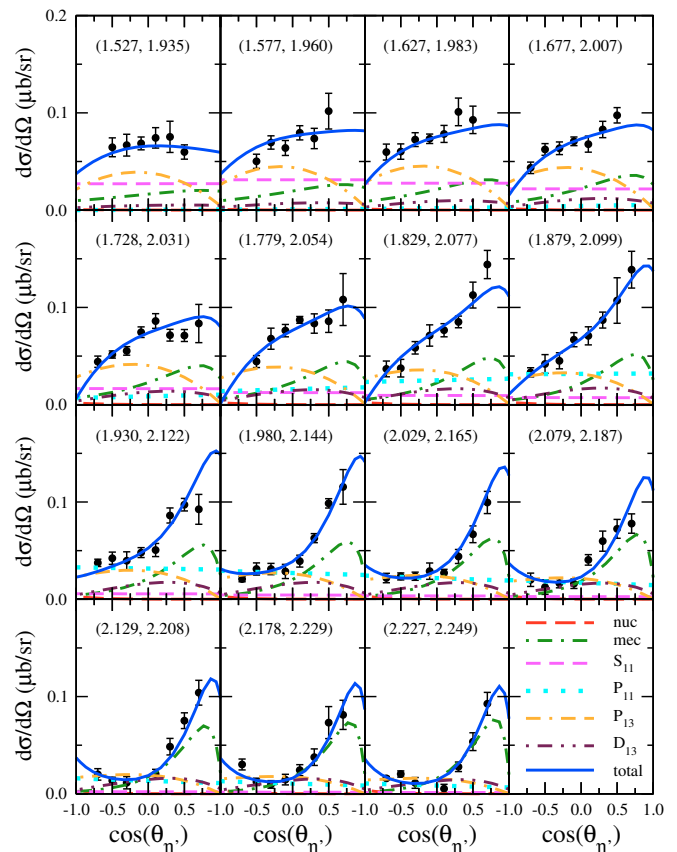 0.2
(1.527, 1.935) (1.577, 1.960) (1.627, 1.983) (1.677, 2.007)
dσ/dΩ (μb/sr)
0.1
0.0
(1.728, 2.031) (1.779, 2.054) (1.829, 2.077) (1.879, 2.099)
dσ/dΩ (μb/sr)
0.1
0.0
(1.930, 2.122) (1.980, 2.144) (2.029, 2.165) (2.079, 2.187)
dσ/dΩ (μb/sr)
0.1
0.0
(2.129, 2.208) (2.178, 2.229) (2.227, 2.249)
dσ/dΩ (μb/sr)
0.1
0.0
nuc
mec
S₁₁
P₁₁
P₁₃
D₁₃
total
-1.0 -0.5 0.0 0.5 -1.0 -0.5 0.0 0.5 -1.0 -0.5 0.0 0.5 -1.0 -0.5 0.0 0.5 1.0
cos(θη') cos(θη') cos(θη') cos(θη')